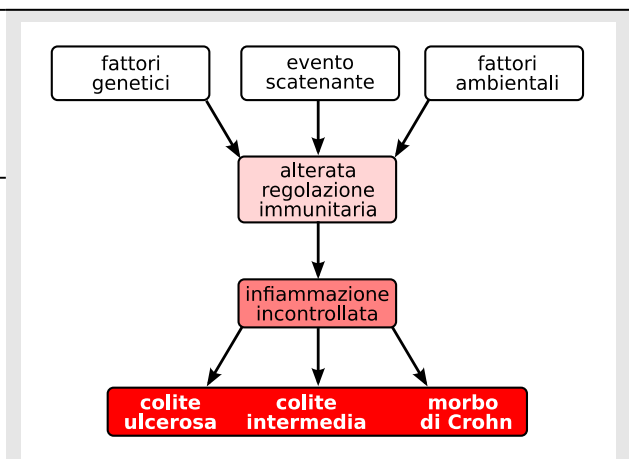 fattori
genetici
evento
scatenante
fattori
ambientali
alterata
regolazione
immunitaria
infiammazione
incontrollata
colite
ulcerosa
colite
intermedia
morbo
di Crohn